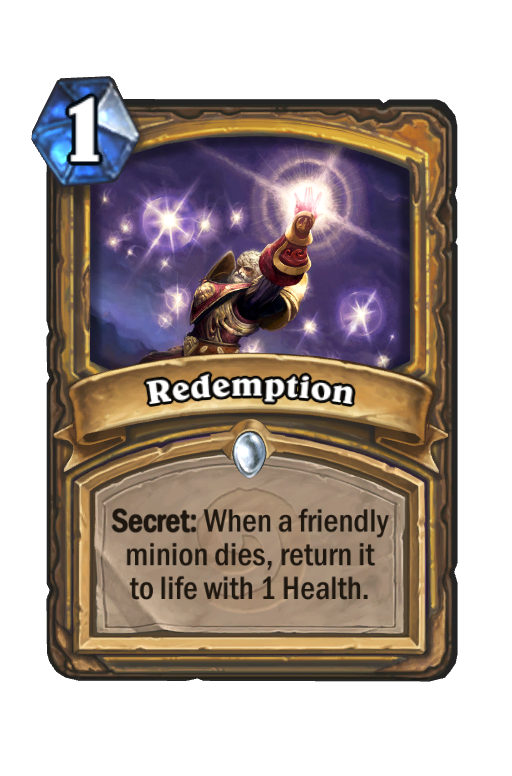 1
Redemption
Secret: When a friendly
minion dies, return it
to life with 1 Health.